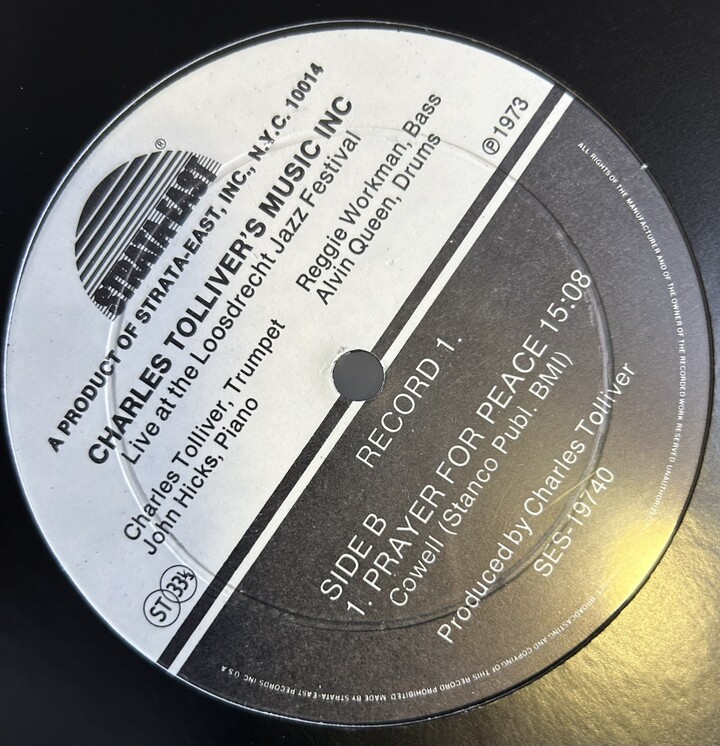 STRATA-EAST®
A PRODUCT OF STRATA-EAST, INC., N.Y.C. 10014
CHARLES TOLLIVER'S MUSIC INC
Live at the Loosdrecht Jazz Festival
Charles Tolliver, Trumpet
John Hicks, Piano
Reggie Workman, Bass
Alvin Queen, Drums
ST 33⅓
℗1973
RECORD 1.
SIDE B
1. PRAYER FOR PEACE 15:08
Cowell (Stanco Publ. BMI)
Produced by Charles Tolliver
SES-19740
ALL RIGHTS OF THE MANUFACTURER AND OF THE OWNER OF THE RECORDED WORK RESERVED UNAUTHORIZED BROADCASTING AND COPYING OF THIS RECORD PROHIBITED MADE BY STRATA-EAST RECORDS INC U.S.A